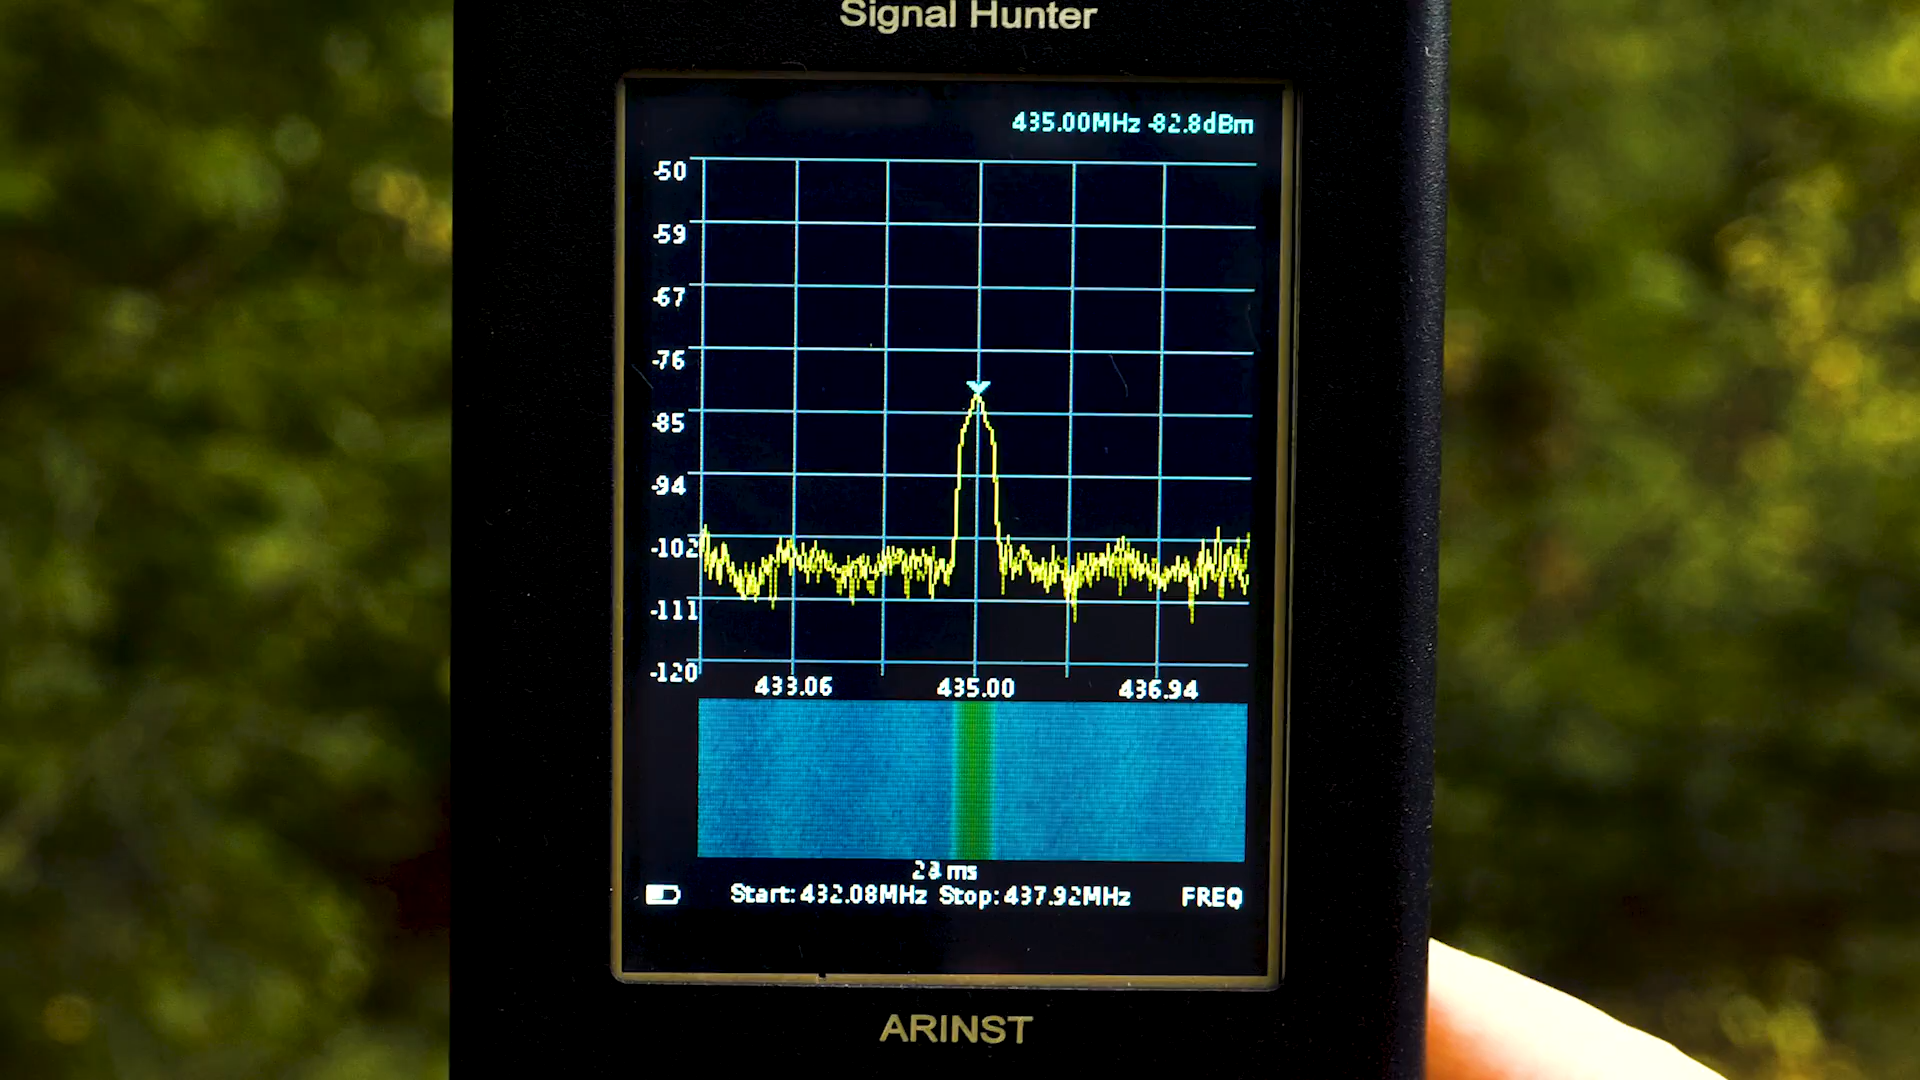 Signal Hunter
435.00MHz -82.8dBm
-50
-59
-67
-76
-85
-94
-102
-111
-120
433.06 435.00 436.94
ms
Start: 432.08MHz Stop: 437.92MHz FREQ
ARINST